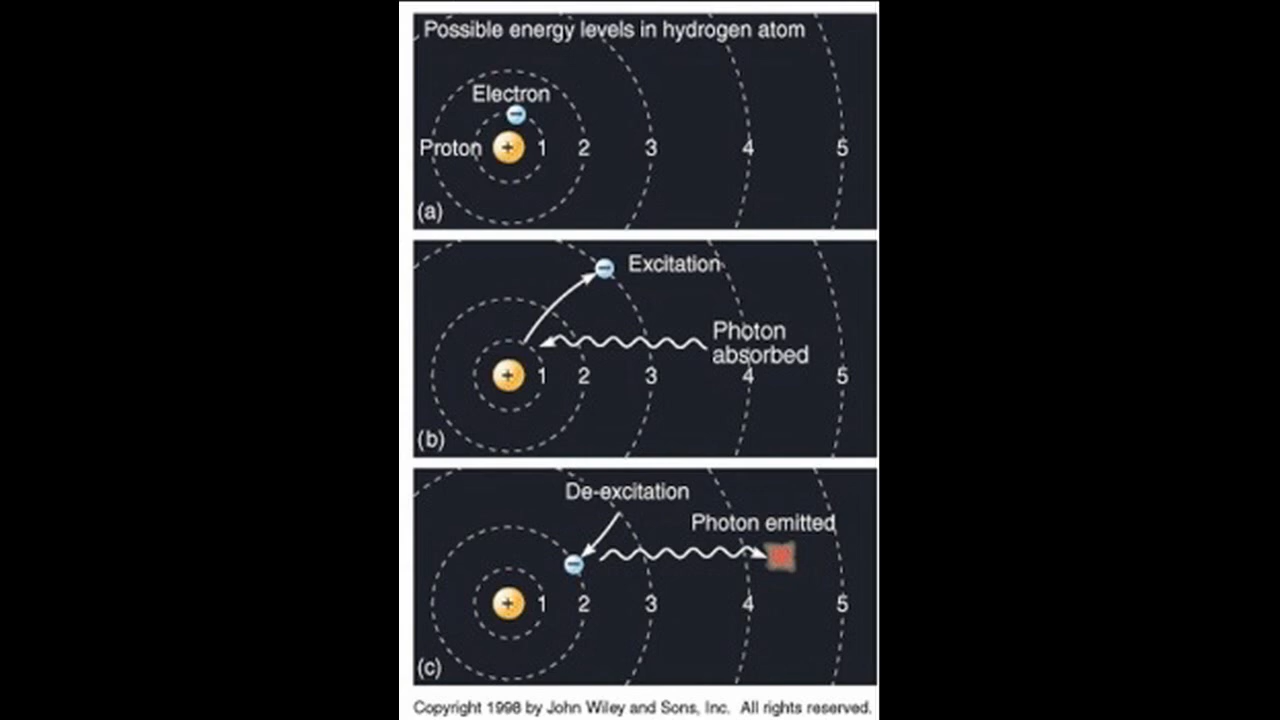 Possible energy levels in hydrogen atom
Electron
−
Proton + 1 2 3 4 5
(a)
− Excitation
Photon
absorbed
+ 1 2 3 4 5
(b)
De-excitation
Photon emitted
−
+ 1 2 3 4 5
(c)
Copyright 1998 by John Wiley and Sons, Inc. All rights reserved.